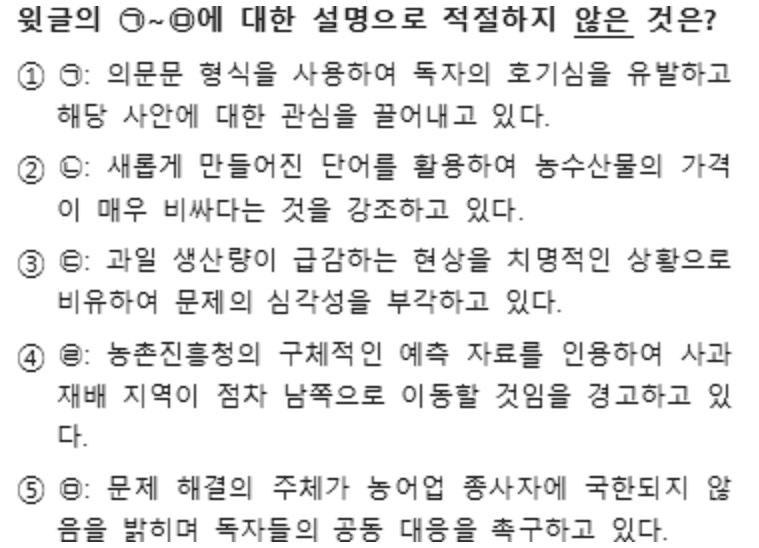 윗글의 ㉠~㉤에 대한 설명으로 적절하지 않은 것은?
① ㉠: 의문문 형식을 사용하여 독자의 호기심을 유발하고
해당 사안에 대한 관심을 끌어내고 있다.
② ㉡: 새롭게 만들어진 단어를 활용하여 농수산물의 가격
이 매우 비싸다는 것을 강조하고 있다.
③ ㉢: 과일 생산량이 급감하는 현상을 치명적인 상황으로
비유하여 문제의 심각성을 부각하고 있다.
④ ㉣: 농촌진흥청의 구체적인 예측 자료를 인용하여 사과
재배 지역이 점차 남쪽으로 이동할 것임을 경고하고 있
다.
⑤ ㉤: 문제 해결의 주체가 농어업 종사자에 국한되지 않
음을 밝히며 독자들의 공동 대응을 촉구하고 있다.